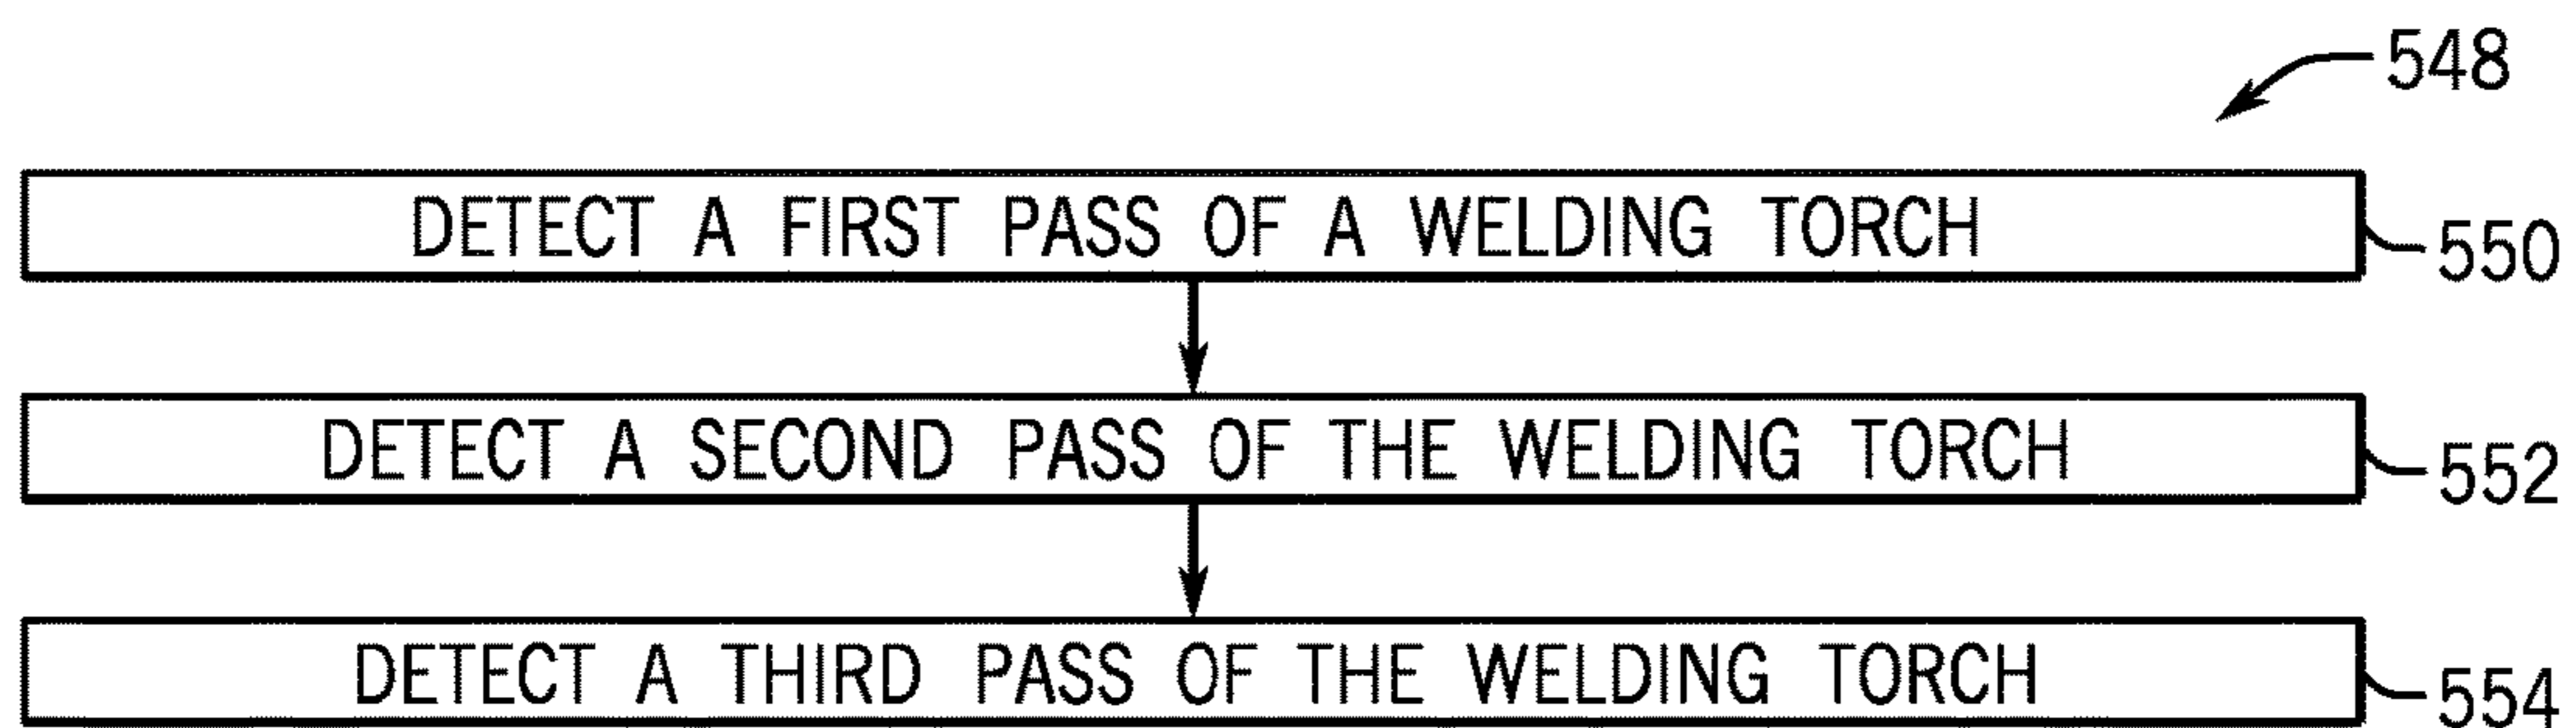 548
DETECT A FIRST PASS OF A WELDING TORCH
550
DETECT A SECOND PASS OF THE WELDING TORCH
552
DETECT A THIRD PASS OF THE WELDING TORCH
554